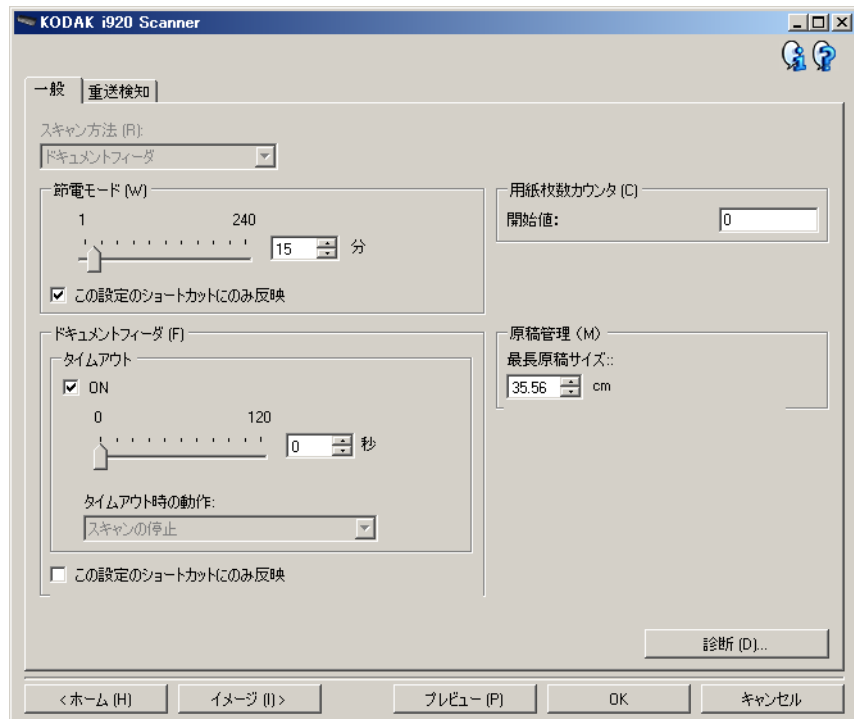 KODAK i920 Scanner
一般
重送検知
スキャン方法 (R):
ドキュメントフィーダ
節電モード (W)
1 240
15 分
この設定のショートカットにのみ反映
用紙枚数カウンタ (C)
開始値: 0
ドキュメントフィーダ (F)
タイムアウト
ON
0 120
0 秒
タイムアウト時の動作:
スキャンの停止
この設定のショートカットにのみ反映
原稿管理 (M)
最長原稿サイズ::
35.56 cm
診断 (D)...
<ホーム (H)
イメージ (I)>
プレビュー (P)
OK
キャンセル